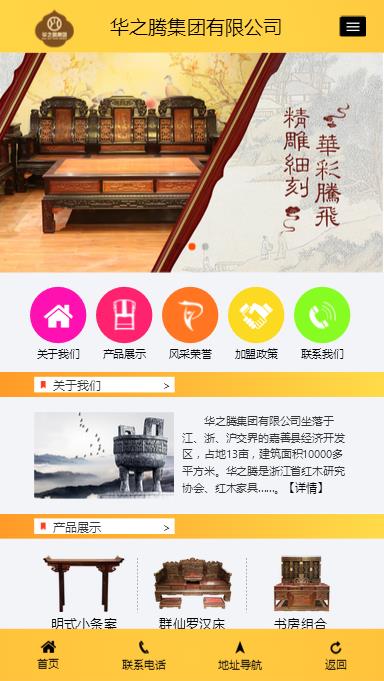 华之腾集团
华之腾集团有限公司
華彩騰飛
精雕細刻
关于我们
产品展示
风采荣誉
加盟政策
联系我们
关于我们 >
华之腾集团有限公司坐落于
江、浙、沪交界的嘉善县经济开发
区，占地13亩，建筑面积10000多
平方米。华之腾是浙江省红木研究
协会、红木家具……。【详情】
产品展示 >
明式小条案
群仙罗汉床
书房组合
首页
联系电话
地址导航
返回